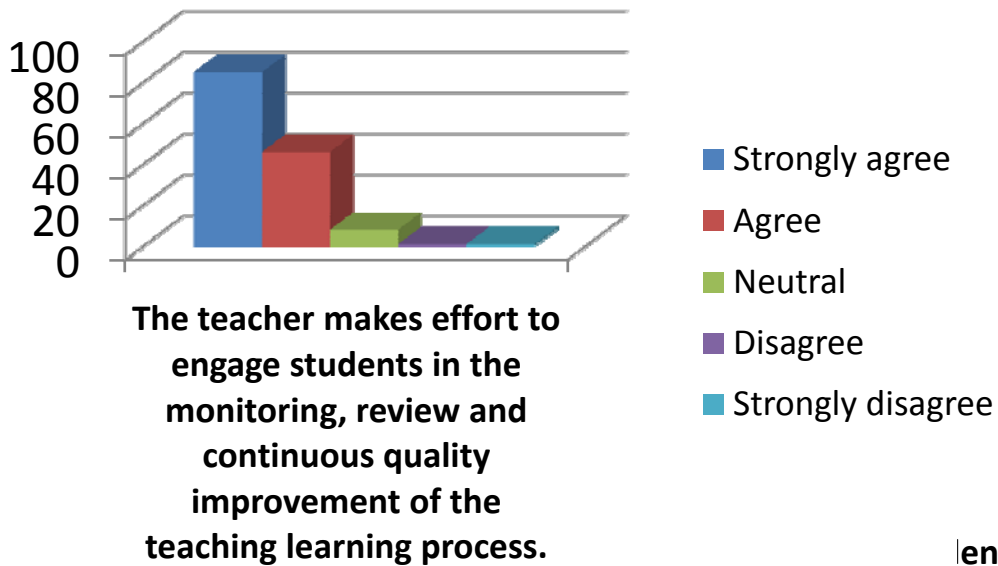 100
80
60
40
20
0
Strongly agree
Agree
Neutral
Disagree
Strongly disagree
The teacher makes effort to
engage students in the
monitoring, review and
continuous quality
improvement of the
teaching learning process.